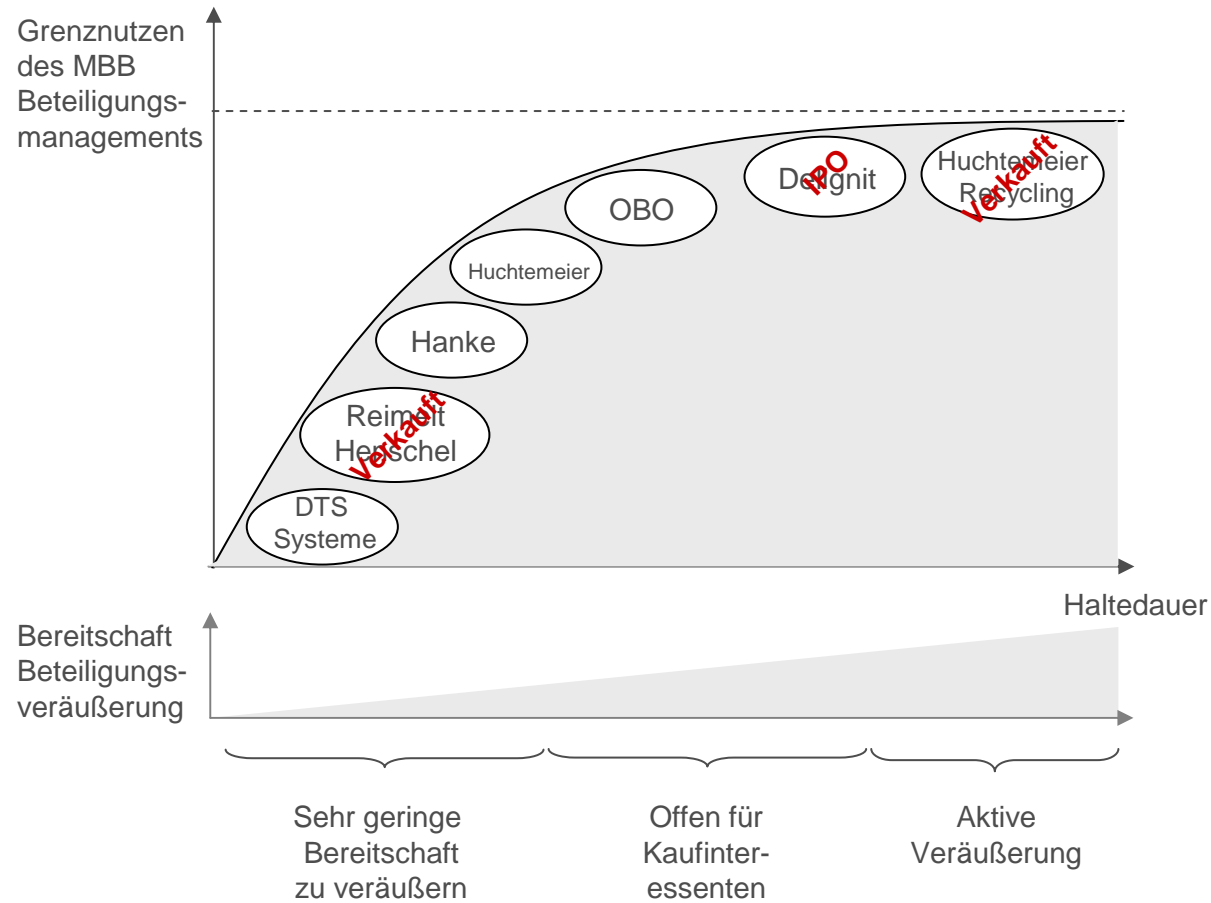 Grenznutzen
des MBB
Beteiligungs-
managements
Delignit
IPO
Huchtemeier
Recycling
Verkauft
OBO
Huchtemeier
Hanke
Reimelt
Henschel
Verkauft
DTS
Systeme
Haltedauer
Bereitschaft
Beteiligungs-
veräußerung
Sehr geringe
Bereitschaft
zu veräußern
Offen für
Kaufinter-
essenten
Aktive
Veräußerung